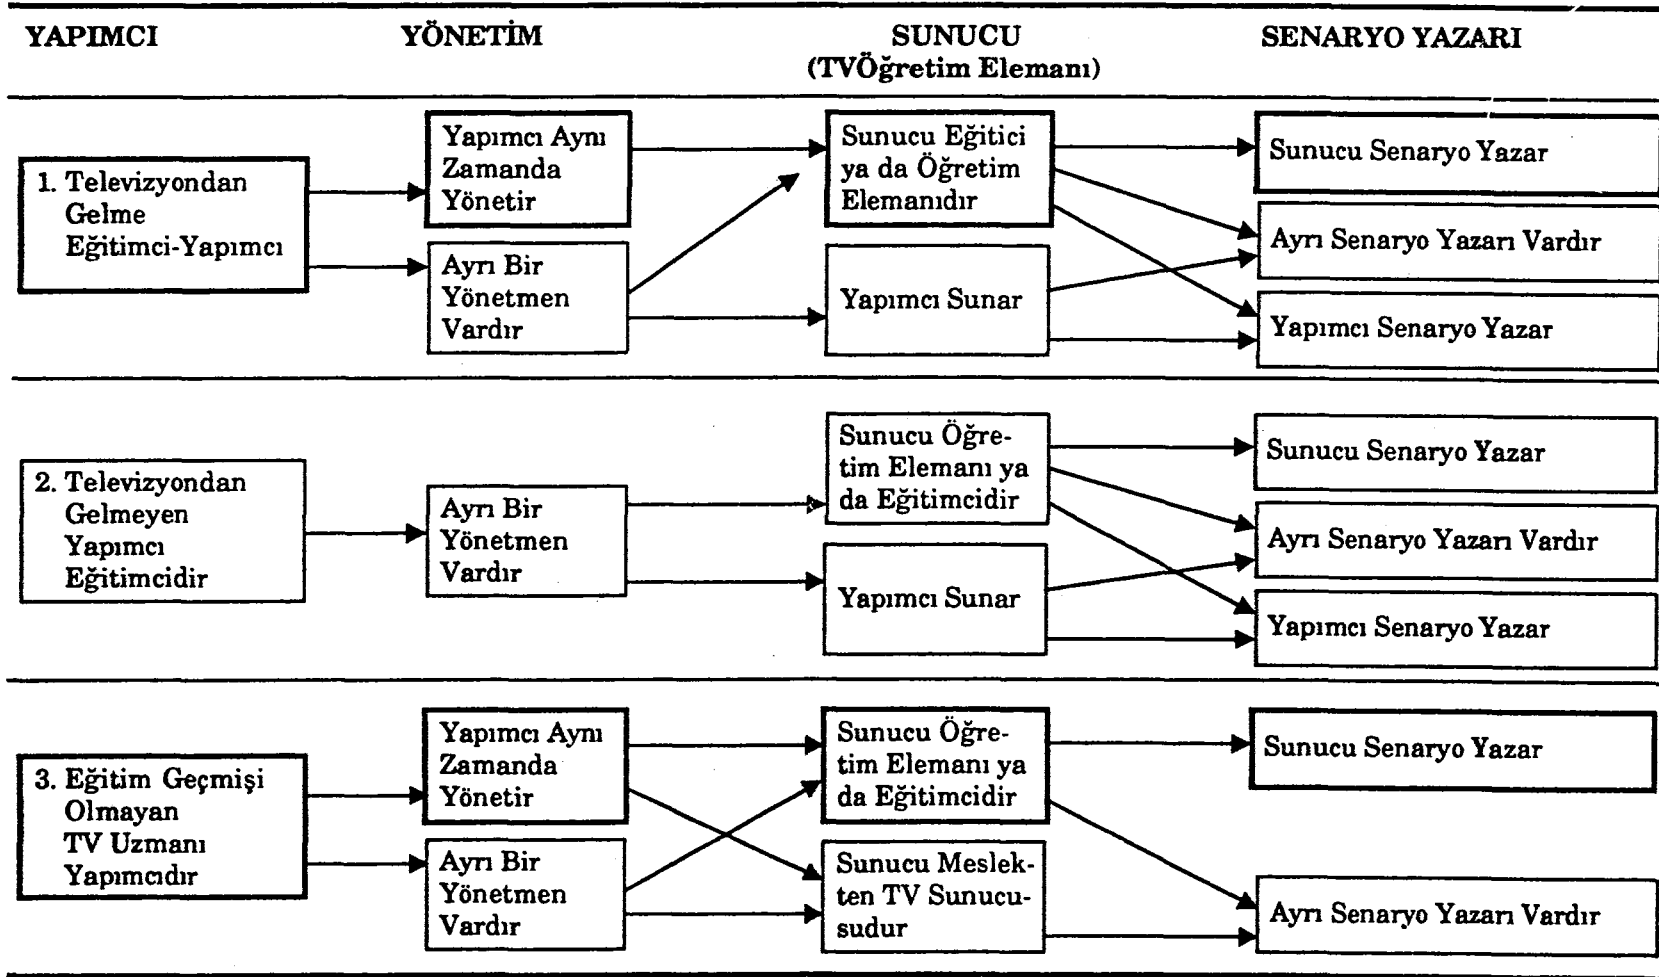 YAPIMCI YÖNETİM SUNUCU SENARYO YAZARI
(TVÖğretim Elemanı)
1. Televizyondan
Gelme
Eğitimci-Yapımcı
Yapımcı Aynı
Zamanda
Yönetir
Ayrı Bir
Yönetmen
Vardır
Sunucu Eğitici
ya da Öğretim
Elemanıdır
Yapımcı Sunar
Sunucu Senaryo Yazar
Ayrı Senaryo Yazarı Vardır
Yapımcı Senaryo Yazar
2. Televizyondan
Gelmeyen
Yapımcı
Eğitimcidir
Ayrı Bir
Yönetmen
Vardır
Sunucu Öğre-
tim Elemanı ya
da Eğitimcidir
Yapımcı Sunar
Sunucu Senaryo Yazar
Ayrı Senaryo Yazarı Vardır
Yapımcı Senaryo Yazar
3. Eğitim Geçmişi
Olmayan
TV Uzmanı
Yapımcıdır
Yapımcı Aynı
Zamanda
Yönetir
Ayrı Bir
Yönetmen
Vardır
Sunucu Öğre-
tim Elemanı ya
da Eğitimcidir
Sunucu Meslek-
ten TV Sunucu-
sudur
Sunucu Senaryo Yazar
Ayrı Senaryo Yazarı Vardır